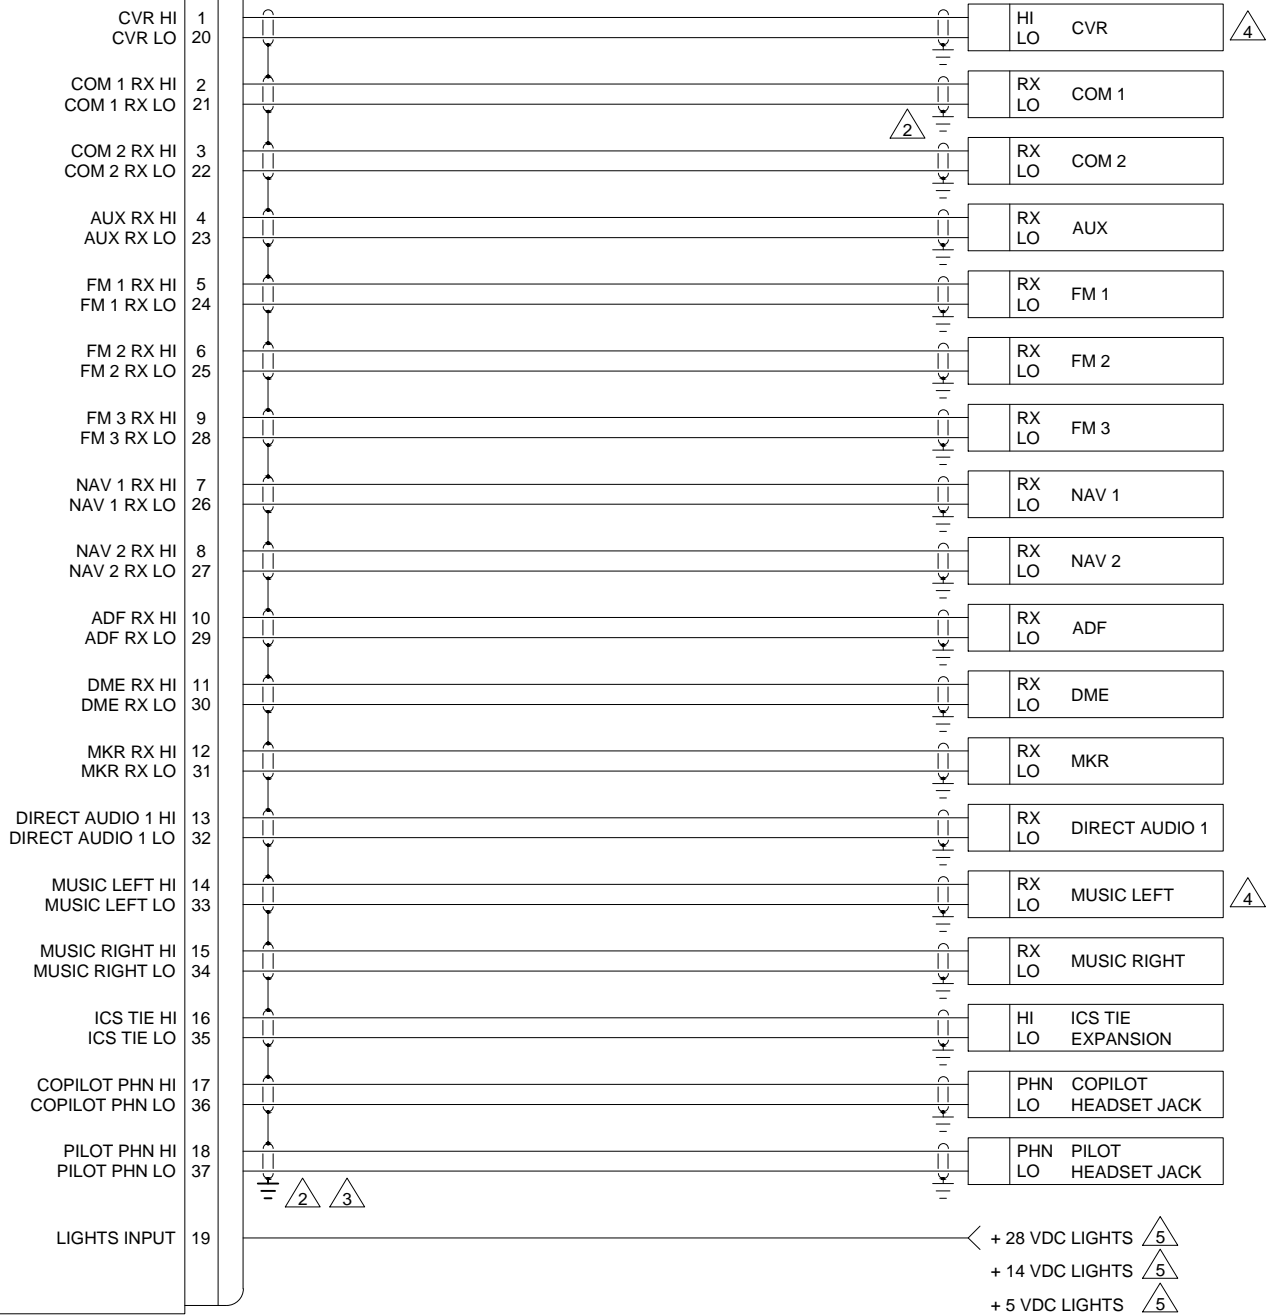 CVR HI 1 HI CVR 4
CVR LO 20 LO
COM 1 RX HI 2 RX COM 1
COM 1 RX LO 21 LO
2
COM 2 RX HI 3 RX COM 2
COM 2 RX LO 22 LO
AUX RX HI 4 RX AUX
AUX RX LO 23 LO
FM 1 RX HI 5 RX FM 1
FM 1 RX LO 24 LO
FM 2 RX HI 6 RX FM 2
FM 2 RX LO 25 LO
FM 3 RX HI 9 RX FM 3
FM 3 RX LO 28 LO
NAV 1 RX HI 7 RX NAV 1
NAV 1 RX LO 26 LO
NAV 2 RX HI 8 RX NAV 2
NAV 2 RX LO 27 LO
ADF RX HI 10 RX ADF
ADF RX LO 29 LO
DME RX HI 11 RX DME
DME RX LO 30 LO
MKR RX HI 12 RX MKR
MKR RX LO 31 LO
DIRECT AUDIO 1 HI 13 RX DIRECT AUDIO 1
DIRECT AUDIO 1 LO 32 LO
MUSIC LEFT HI 14 RX MUSIC LEFT 4
MUSIC LEFT LO 33 LO
MUSIC RIGHT HI 15 RX MUSIC RIGHT
MUSIC RIGHT LO 34 LO
ICS TIE HI 16 HI ICS TIE
ICS TIE LO 35 LO EXPANSION
COPILOT PHN HI 17 PHN COPILOT
COPILOT PHN LO 36 LO HEADSET JACK
PILOT PHN HI 18 PHN PILOT
PILOT PHN LO 37 LO HEADSET JACK
2 3
LIGHTS INPUT 19 + 28 VDC LIGHTS 5
+ 14 VDC LIGHTS 5
+ 5 VDC LIGHTS 5